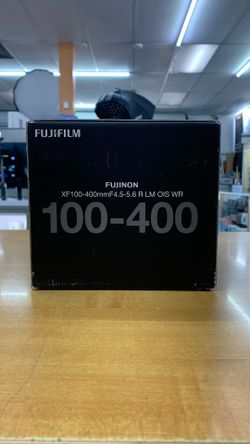 FUJIFILM
FUJINON
XF100-400mmF4.5-5.6 R LM OIS WR
100-400